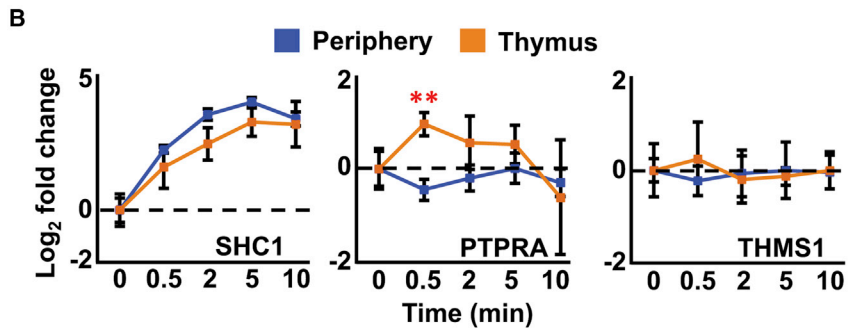 B
Periphery Thymus
Log2 fold change
5
0
-2
SHC1
0 0.5 2 5 10
2
0
-2
**
PTPRA
0 0.5 2 5 10
2
0
-2
THMS1
0 0.5 2 5 10
Time (min)